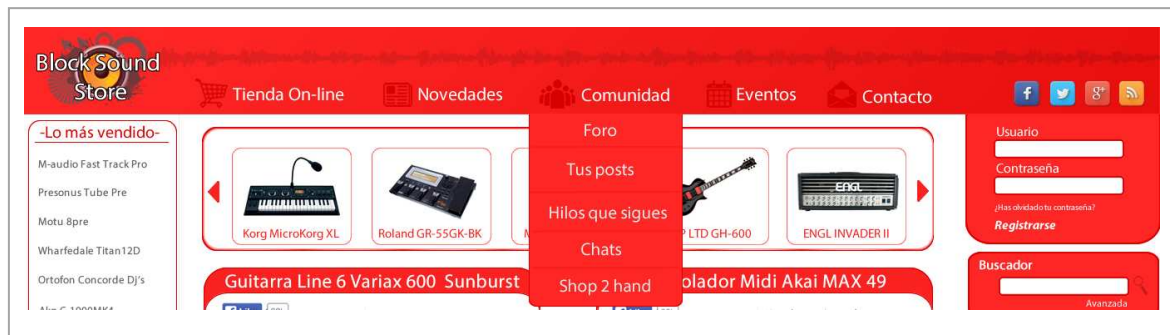 Block Sound
Store
Tienda On-line
Novedades
Comunidad
Eventos
Contacto
Foro
Tus posts
Hilos que sigues
Chats
Shop 2 hand
-Lo más vendido-
M-audio Fast Track Pro
Presonus Tube Pre
Motu 8pre
Wharfedale Titan12D
Ortofon Concorde Dj's
Korg MicroKorg XL
Roland GR-55GK-BK
LTD GH-600
ENGL
ENGL INVADER II
Guitarra Line 6 Variax 600 Sunburst
Midi Akai MAX 49
Usuario
Contraseña
¿Has olvidado tu contraseña?
Registrarse
Buscador
Avanzada